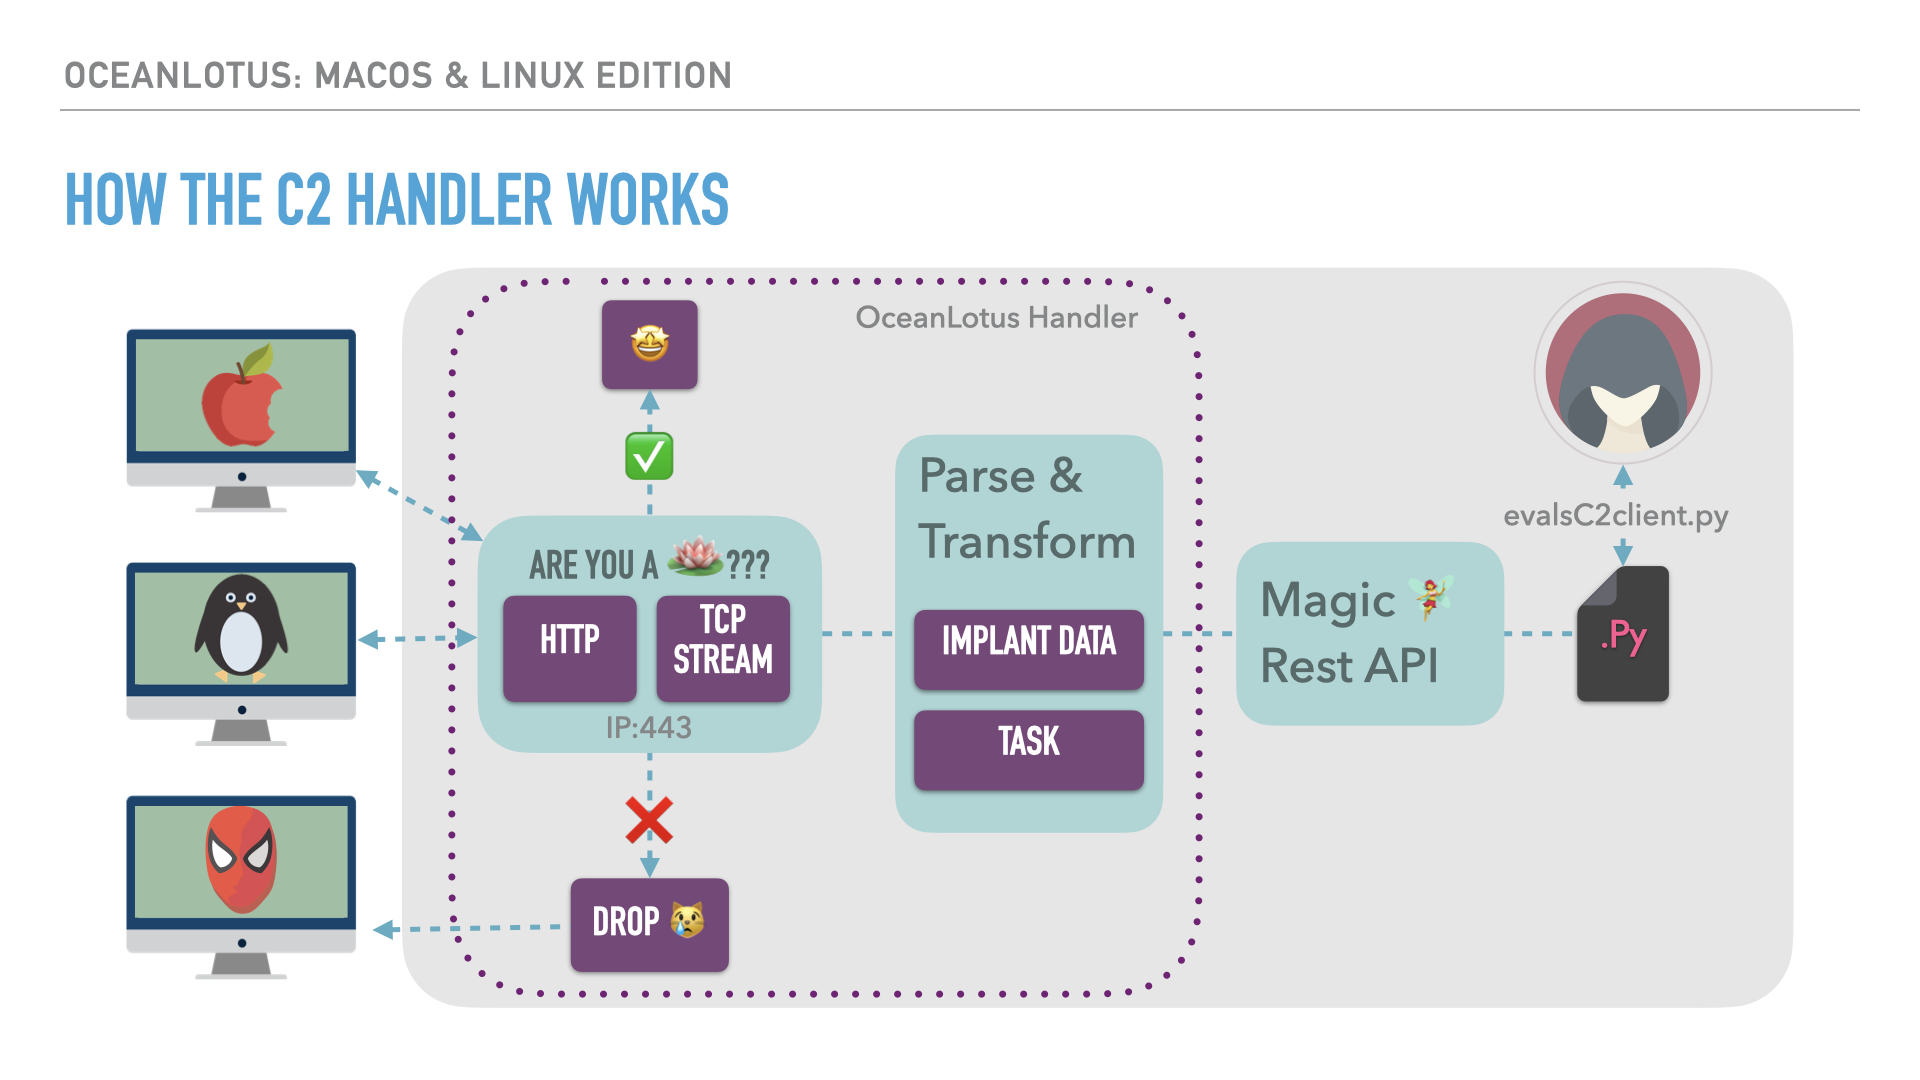 OCEANLOTUS: MACOS & LINUX EDITION
HOW THE C2 HANDLER WORKS
OceanLotus Handler
ARE YOU A 🪷???
HTTP
TCP
STREAM
IP:443
DROP 😿
Parse &
Transform
IMPLANT DATA
TASK
Magic 🧚
Rest API
evalsC2client.py
.Py